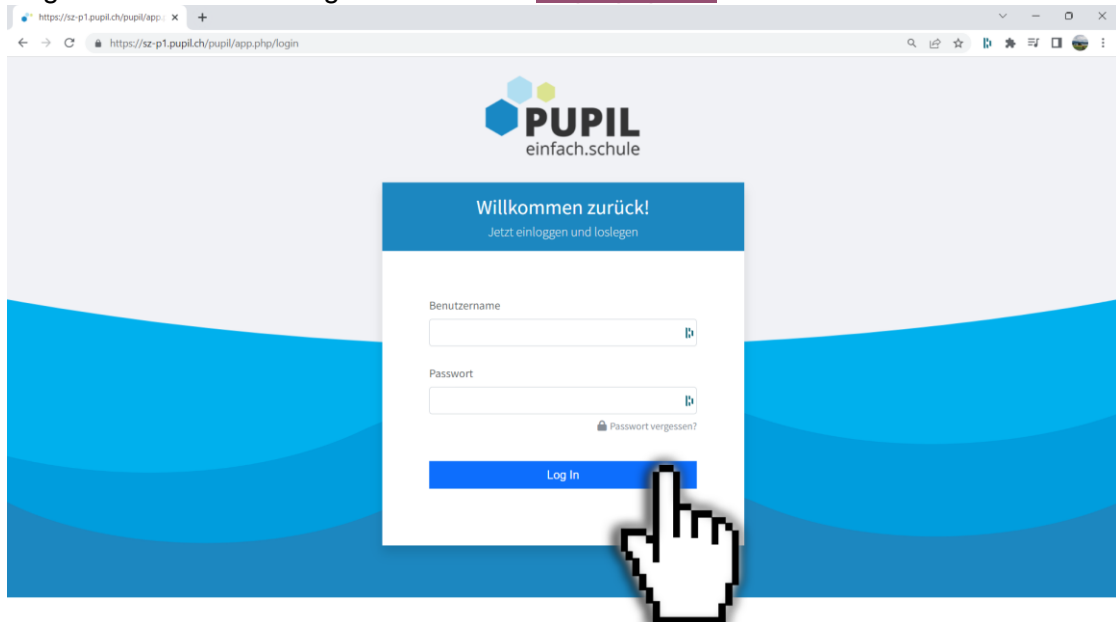 https://sz-p1.pupil.ch/pupil/app.
https://sz-p1.pupil.ch/pupil/app.php/login
PUPIL
einfach.schule
Willkommen zurück!
Jetzt einloggen und loslegen
Benutzername
Passwort
Passwort vergessen?
Log In